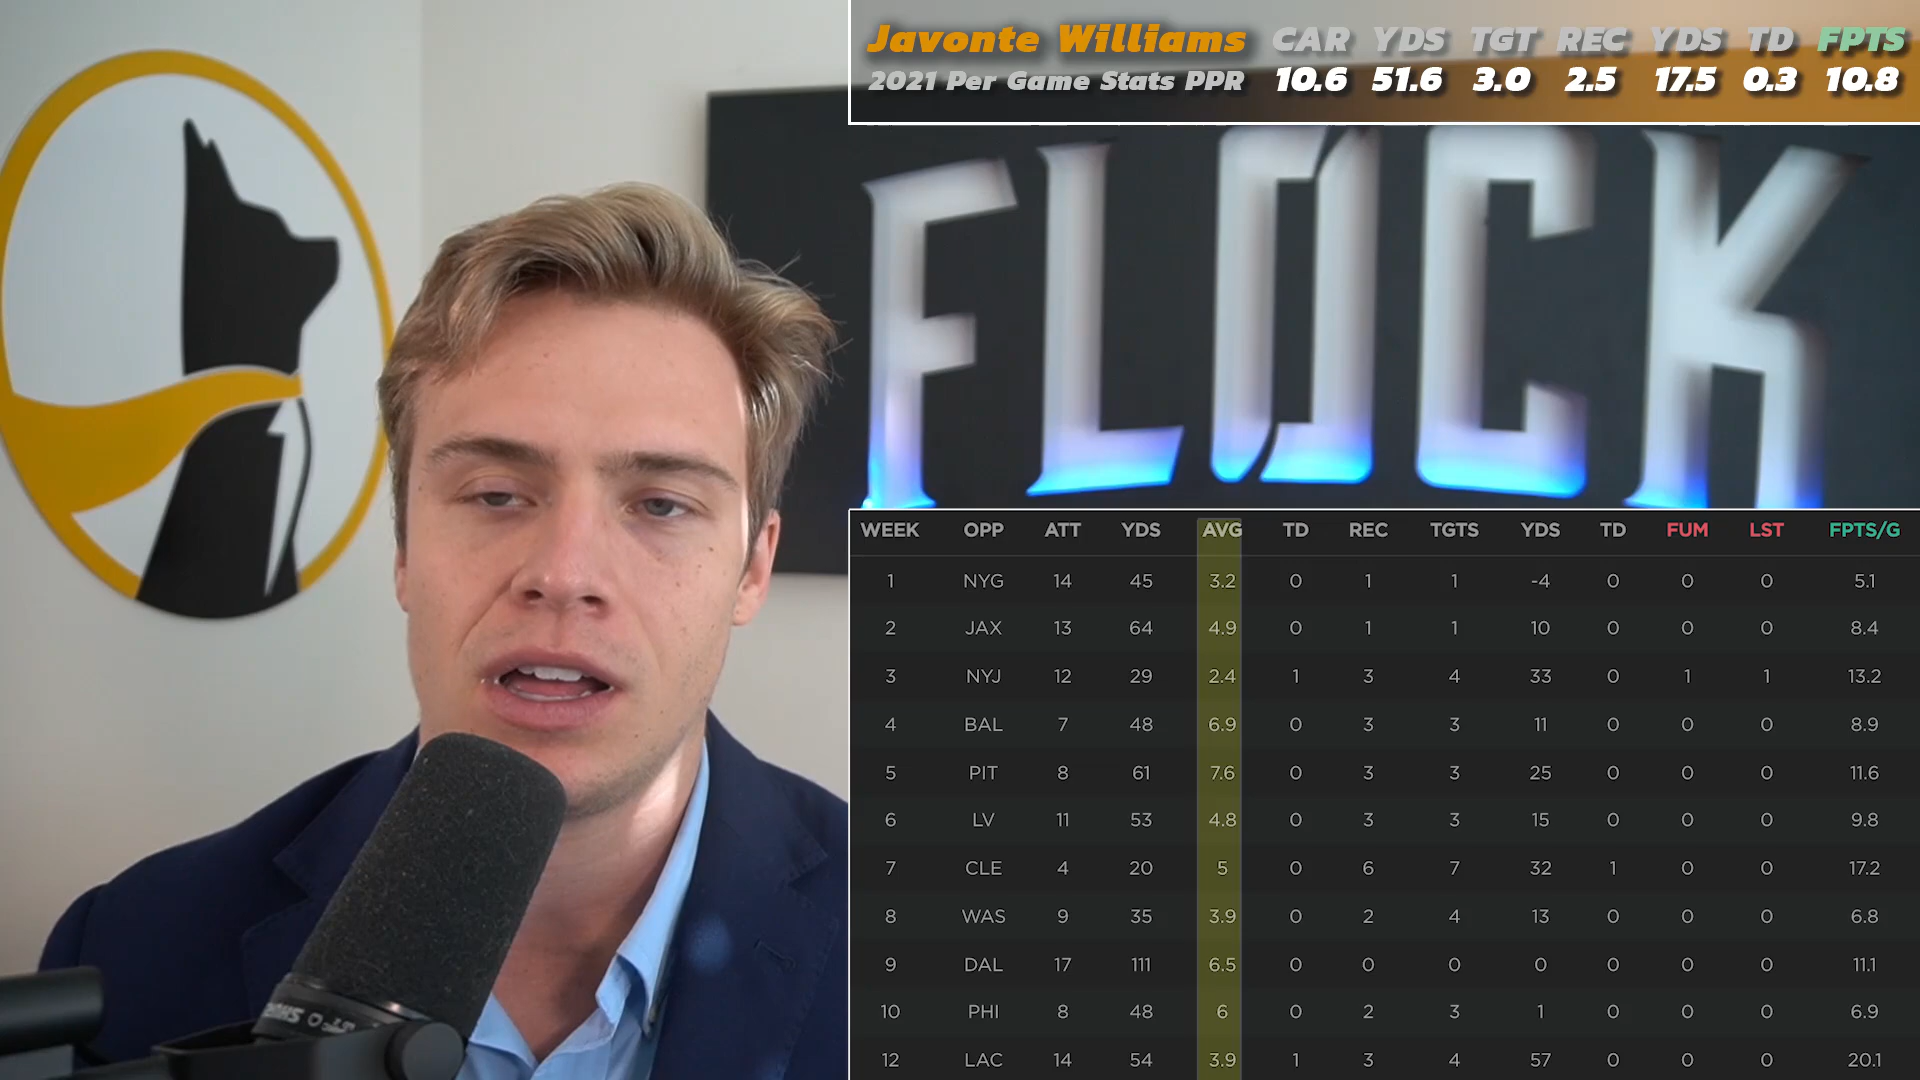 Javonte Williams CAR YDS TGT REC YDS TD FPTS
2021 Per Game Stats PPR 10.6 51.6 3.0 2.5 17.5 0.3 10.8
FLOCK
WEEK OPP ATT YDS AVG TD REC TGTS YDS TD FUM LST FPTS/G
1 NYG 14 45 3.2 0 1 1 -4 0 0 0 5.1
2 JAX 13 64 4.9 0 1 1 10 0 0 0 8.4
3 NYJ 12 29 2.4 1 3 4 33 0 1 1 13.2
4 BAL 7 48 6.9 0 3 3 11 0 0 0 8.9
5 PIT 8 61 7.6 0 3 3 25 0 0 0 11.6
6 LV 11 53 4.8 0 3 3 15 0 0 0 9.8
7 CLE 4 20 5 0 6 7 32 1 0 0 17.2
8 WAS 9 35 3.9 0 2 4 13 0 0 0 6.8
9 DAL 17 111 6.5 0 0 0 0 0 0 0 11.1
10 PHI 8 48 6 0 2 3 1 0 0 0 6.9
12 LAC 14 54 3.9 1 3 4 57 0 0 0 20.1